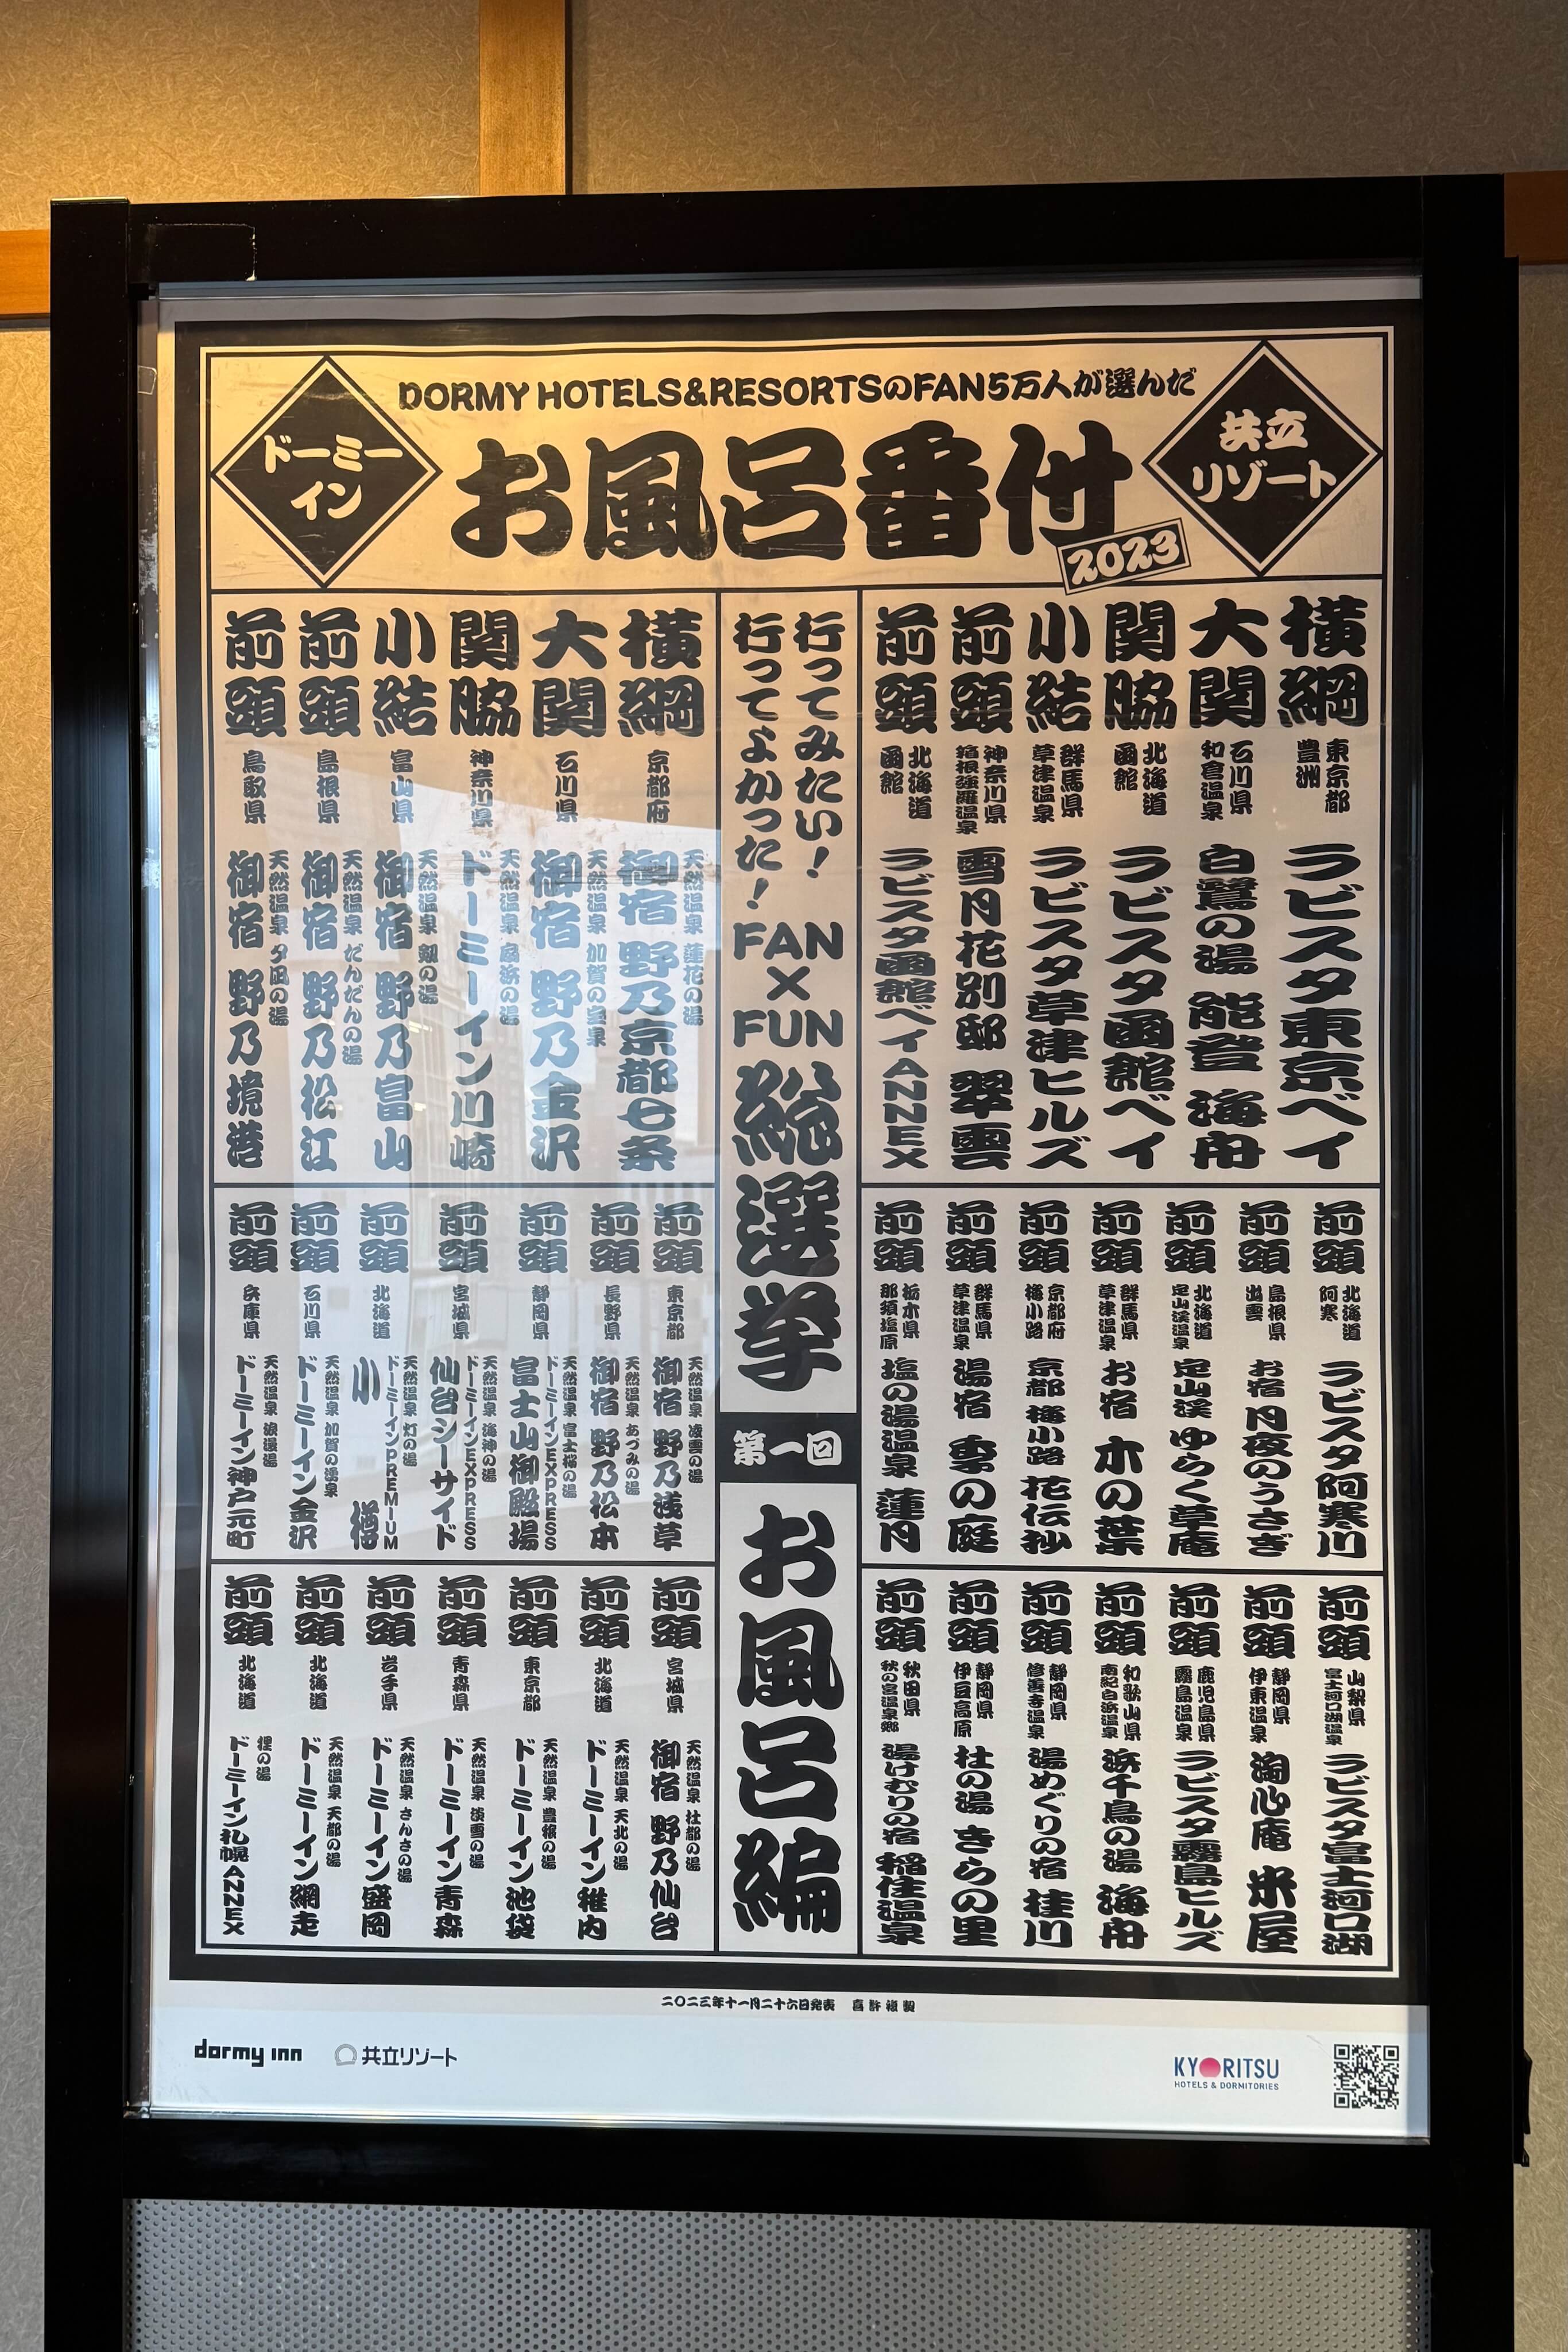 DORMY HOTELS&RESORTSのFAN5万人が選んだ
お風呂番付
2023
共立
リゾート
ドーミー
イン
横綱 東京都 豊洲 ラビスタ東京ベイ
大関 石川県 和倉温泉 白鷺の湯 能登 海舟
関脇 北海道 函館 ラビスタ函館ベイ
小結 群馬県 草津温泉 ラビスタ草津ヒルズ
前頭 神奈川県 箱根強羅温泉 雪月花別邸 翠雲
前頭 北海道 函館 ラビスタ函館ベイANNEX
前頭 北海道 阿寒 ラビスタ阿寒川
前頭 島根県 出雲 お宿 月夜のうさぎ
前頭 北海道 定山渓温泉 定山渓 ゆらく草庵
前頭 群馬県 草津温泉 お宿 木の葉
前頭 京都府 梅小路 京都 梅小路 花伝抄
前頭 群馬県 草津温泉 湯宿 季の庭
前頭 栃木県 那須塩原 塩の湯温泉 蓮月
前頭 山梨県 富士河口湖温泉 ラビスタ富士河口湖
前頭 静岡県 伊東温泉 淘心庵 米屋
前頭 鹿児島県 霧島温泉 ラビスタ霧島ヒルズ
前頭 和歌山県 南紀白浜温泉 浜千鳥の湯 海舟
前頭 静岡県 修善寺温泉 湯めぐりの宿 桂川
前頭 静岡県 伊豆高原 杜の湯 きらの里
前頭 秋田県 秋の宮温泉郷 湯けむりの宿 稲住温泉
行ってみたい!
行ってよかった!
FAN
×
FUN
総選挙
第一回
お風呂編
横綱 京都府 天然温泉 蓮花の湯 御宿 野乃京都七条
大関 石川県 天然温泉 加賀の宝泉 御宿 野乃金沢
関脇 神奈川県 天然温泉 扇浜の湯 ドーミーイン川崎
小結 富山県 天然温泉 剱の湯 御宿 野乃富山
前頭 島根県 天然温泉 だんだんの湯 御宿 野乃松江
前頭 鳥取県 天然温泉 夕凪の湯 御宿 野乃境港
前頭 東京都 天然温泉 凌雲の湯 御宿 野乃浅草
前頭 長野県 天然温泉 あづみの湯 御宿 野乃松本
前頭 静岡県 天然温泉 富士桜の湯 ドーミーインEXPRESS 富士山御殿場
前頭 宮城県 天然温泉 海神の湯 ドーミーインEXPRESS 仙台シーサイド
前頭 北海道 天然温泉 灯の湯 ドーミーインPREMIUM 小樽
前頭 石川県 天然温泉 加賀の湧泉 ドーミーイン金沢
前頭 兵庫県 天然温泉 浪漫湯 ドーミーイン神戸元町
前頭 宮城県 天然温泉 杜都の湯 御宿 野乃仙台
前頭 北海道 天然温泉 天北の湯 ドーミーイン稚内
前頭 東京都 天然温泉 豊穣の湯 ドーミーイン池袋
前頭 青森県 天然温泉 淡雪の湯 ドーミーイン青森
前頭 岩手県 天然温泉 さんさの湯 ドーミーイン盛岡
前頭 北海道 天然温泉 天都の湯 ドーミーイン網走
前頭 北海道 狸の湯 ドーミーイン札幌ANNEX
二〇二三年十一月二十六日発表 喜許複製
dormy inn
共立リゾート
KYORITSU
HOTELS & DORMITORIES